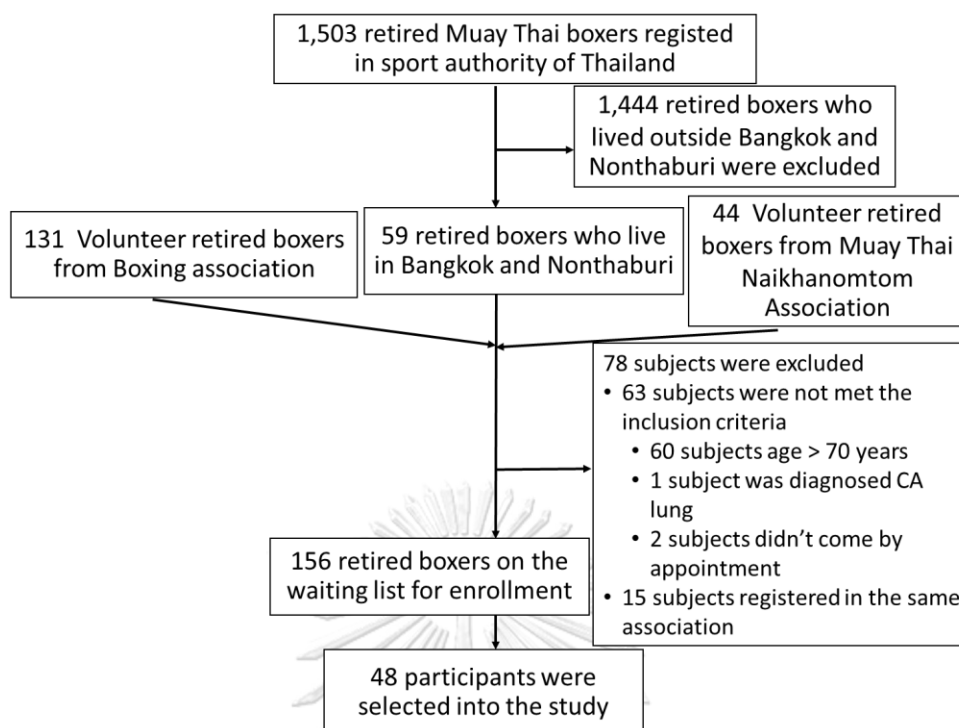 1,503 retired Muay Thai boxers registed
in sport authority of Thailand
1,444 retired boxers who
lived outside Bangkok and
Nonthaburi were excluded
131  Volunteer retired boxers
from Boxing association
59 retired boxers who live
in Bangkok and Nonthaburi
44  Volunteer retired
boxers from Muay Thai
Naikhanomtom
Association
78 subjects were excluded
• 63 subjects were not met the
inclusion criteria
• 60 subjects age > 70 years
• 1 subject was diagnosed CA
lung
• 2 subjects didn't come by
appointment
• 15 subjects registered in the same
association
156 retired boxers on the
waiting list for enrollment
48 participants were
selected into the study